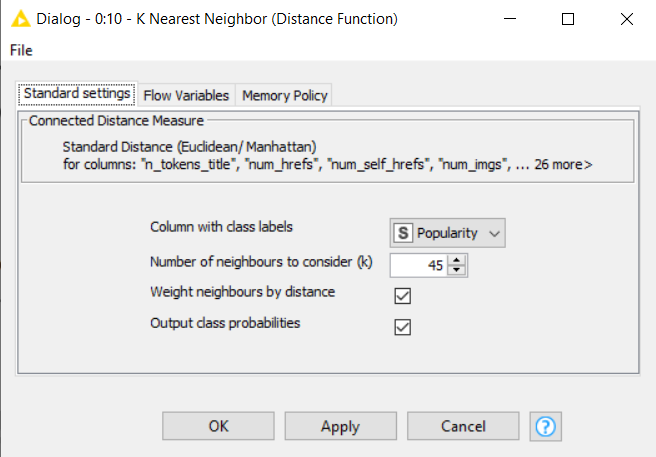 Dialog - 0:10 - K Nearest Neighbor (Distance Function)
File
Standard settings Flow Variables Memory Policy
Connected Distance Measure
Standard Distance (Euclidean/ Manhattan)
for columns: "n_tokens_title", "num_hrefs", "num_self_hrefs", "num_imgs", ... 26 more>
Column with class labels S Popularity
Number of neighbours to consider (k) 45
Weight neighbours by distance
Output class probabilities
OK Apply Cancel ?